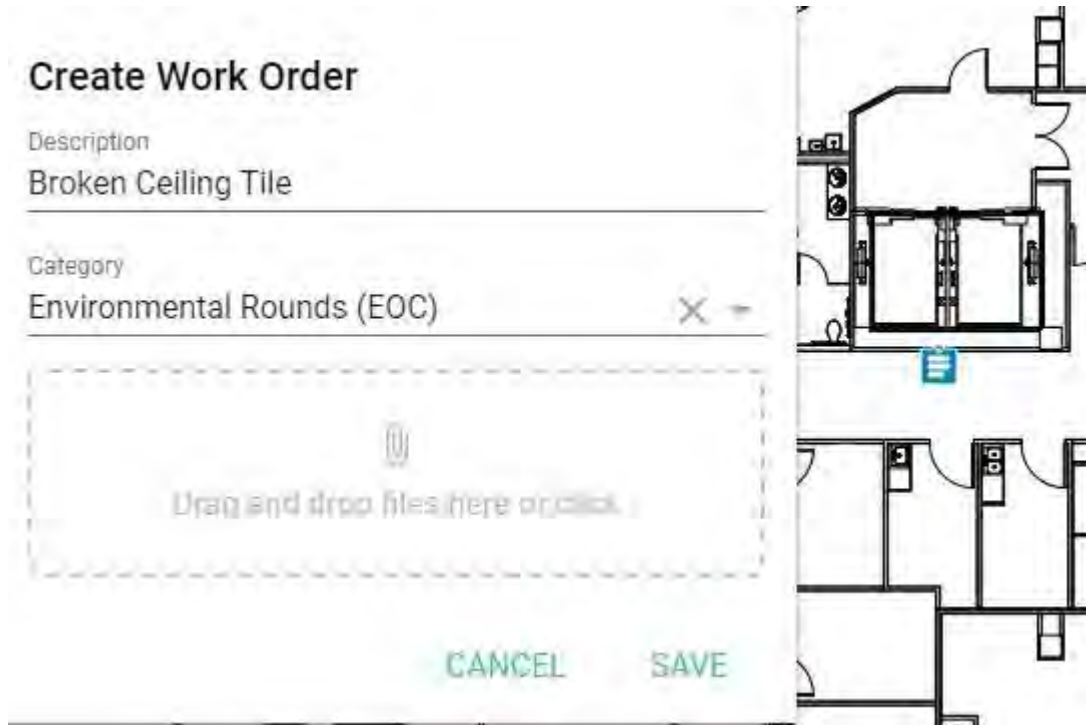 Create Work Order
Description
Broken Ceiling Tile
Category
Environmental Rounds (EOC)
Drag and drop files here or click
CANCEL
SAVE